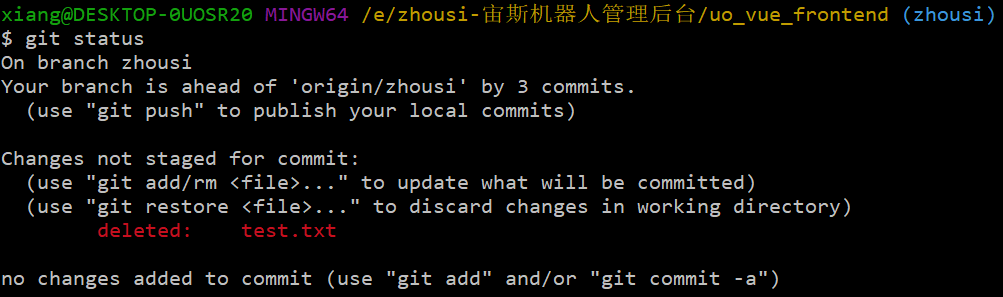 xiang@DESKTOP-0UOSR20 MINGW64 /e/zhousi-宙斯机器人管理后台/uo_vue_frontend (zhousi)
$ git status
On branch zhousi
Your branch is ahead of 'origin/zhousi' by 3 commits.
  (use "git push" to publish your local commits)

Changes not staged for commit:
  (use "git add/rm <file>..." to update what will be committed)
  (use "git restore <file>..." to discard changes in working directory)
        deleted:    test.txt

no changes added to commit (use "git add" and/or "git commit -a")